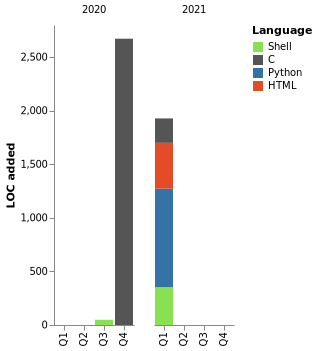 2020 2021
Language
Shell
C
Python
HTML
LOC added
2,500
2,000
1,500
1,000
500
0
Q1 Q2 Q3 Q4 Q1 Q2 Q3 Q4